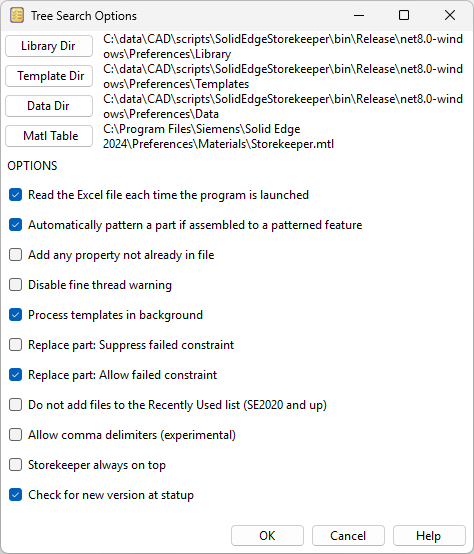 Tree Search Options
Library Dir
C:\data\CAD\scripts\SolidEdgeStorekeeper\bin\Release\net8.0-wind
ows\Preferences\Library
Template Dir
C:\data\CAD\scripts\SolidEdgeStorekeeper\bin\Release\net8.0-wind
ows\Preferences\Templates
Data Dir
C:\data\CAD\scripts\SolidEdgeStorekeeper\bin\Release\net8.0-wind
ows\Preferences\Data
Matl Table
C:\Program Files\Siemens\Solid Edge
2024\Preferences\Materials\Storekeeper.mtl
OPTIONS
Read the Excel file each time the program is launched
Automatically pattern a part if assembled to a patterned feature
Add any property not already in file
Disable fine thread warning
Process templates in background
Replace part: Suppress failed constraint
Replace part: Allow failed constraint
Do not add files to the Recently Used list (SE2020 and up)
Allow comma delimiters (experimental)
Storekeeper always on top
Check for new version at statup
OK
Cancel
Help